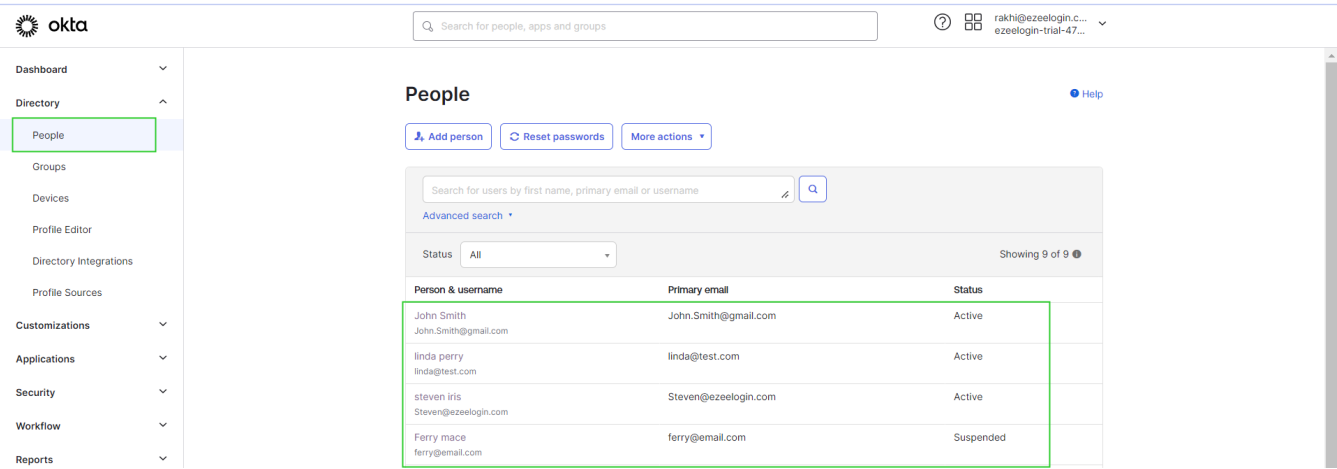 okta
Search for people, apps and groups
rakhi@ezeelogin.c...
ezeelogin-trial-47...
Dashboard
Directory
People
Groups
Devices
Profile Editor
Directory Integrations
Profile Sources
Customizations
Applications
Security
Workflow
Reports
People
Help
Add person
Reset passwords
More actions
Search for users by first name, primary email or username
Advanced search
Status
All
Showing 9 of 9
Person & username Primary email Status
John Smith John.Smith@gmail.com Active
John.Smith@gmail.com
linda perry linda@test.com Active
linda@test.com
steven iris Steven@ezeelogin.com Active
Steven@ezeelogin.com
Ferry mace ferry@email.com Suspended
ferry@email.com